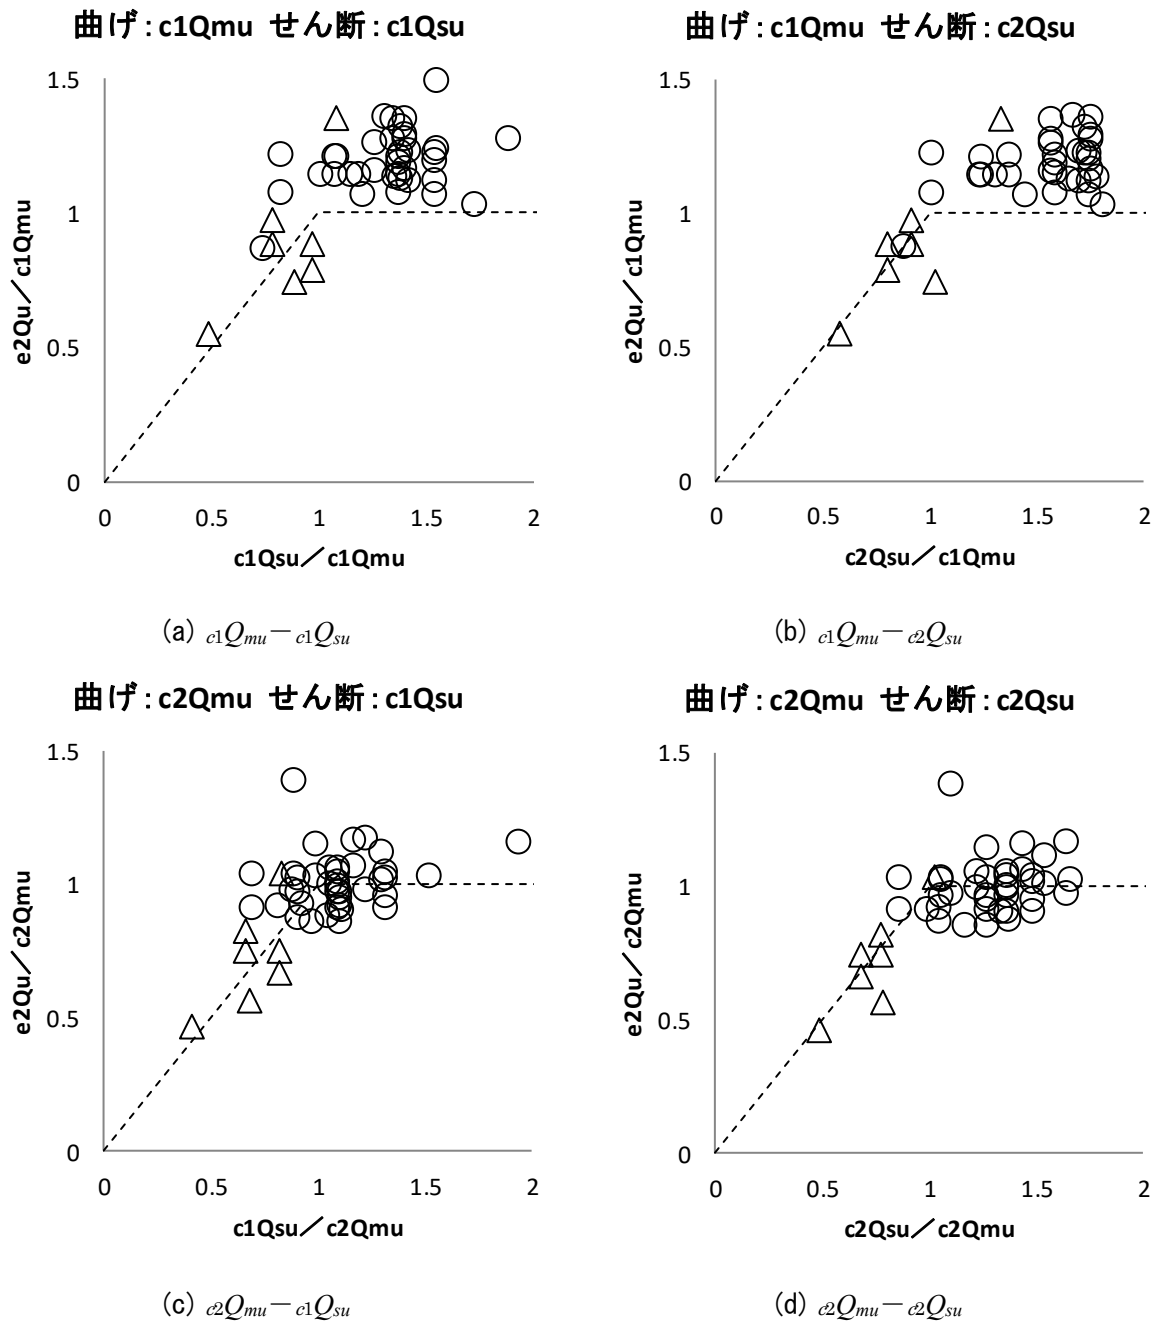 曲げ：c1Qmu せん断：c1Qsu
1.5
1
0.5
0
0 0.5 1 1.5 2
e2Qu／c1Qmu
c1Qsu／c1Qmu
(a) c1Qmu－c1Qsu
曲げ：c1Qmu せん断：c2Qsu
1.5
1
0.5
0
0 0.5 1 1.5 2
e2Qu／c1Qmu
c2Qsu／c1Qmu
(b) c1Qmu－c2Qsu
曲げ：c2Qmu せん断：c1Qsu
1.5
1
0.5
0
0 0.5 1 1.5 2
e2Qu／c2Qmu
c1Qsu／c2Qmu
(c) c2Qmu－c1Qsu
曲げ：c2Qmu せん断：c2Qsu
1.5
1
0.5
0
0 0.5 1 1.5 2
e2Qu／c2Qmu
c2Qsu／c2Qmu
(d) c2Qmu－c2Qsu